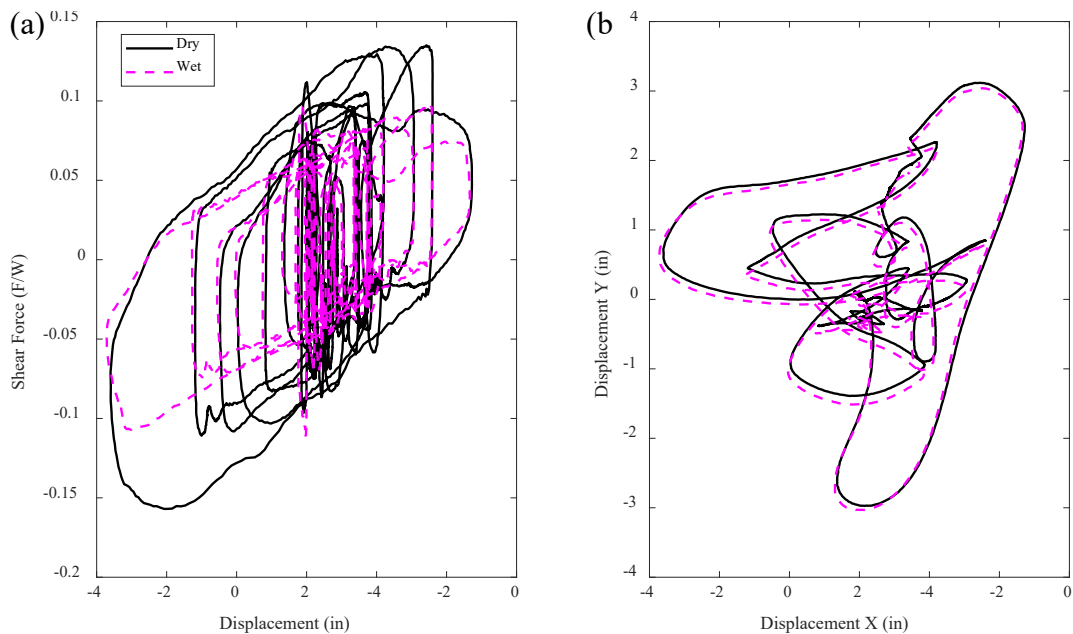 (a)
0.15
0.1
0.05
0
-0.05
-0.1
-0.15
-0.2
Shear Force (F/W)
Dry
Wet
-4 -2 0 2 -4 -2 0
Displacement (in)
(b)
4
3
2
1
0
-1
-2
-3
-4
Displacement Y (in)
-4 -2 0 2 -4 -2 0
Displacement X (in)